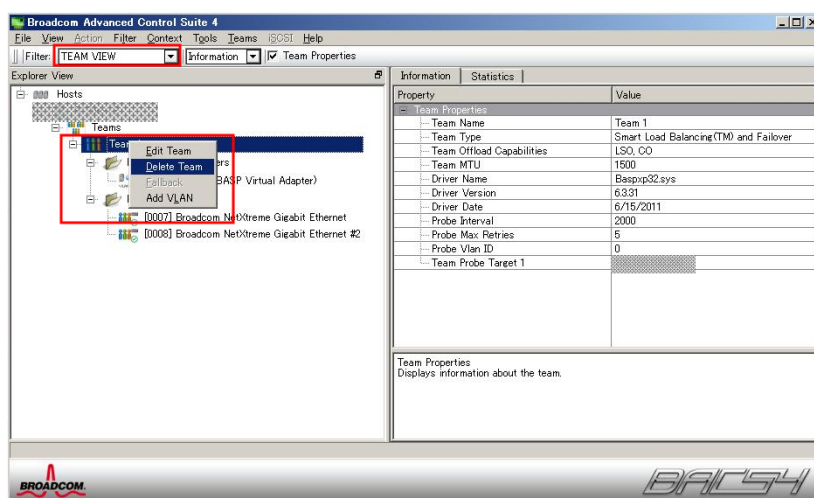 Broadcom Advanced Control Suite 4
File View Action Filter Context Tools Teams iSCSI Help
Filter: TEAM VIEW Information Team Properties
Explorer View
Hosts
Teams
Edit Team
Delete Team
Fallback
Add VLAN
BASP Virtual Adapter)
[0007] Broadcom NetXtreme Gigabit Ethernet
[0008] Broadcom NetXtreme Gigabit Ethernet #2
Information Statistics
Property Value
Team Properties
Team Name Team 1
Team Type Smart Load Balancing(TM) and Failover
Team Offload Capabilities LSO, CO
Team MTU 1500
Driver Name Baspxp32.sys
Driver Version 6.3.31
Driver Date 6/15/2011
Probe Interval 2000
Probe Max Retries 5
Probe Vlan ID 0
Team Probe Target 1
Team Properties
Displays information about the team.
BROADCOM.
BACS4